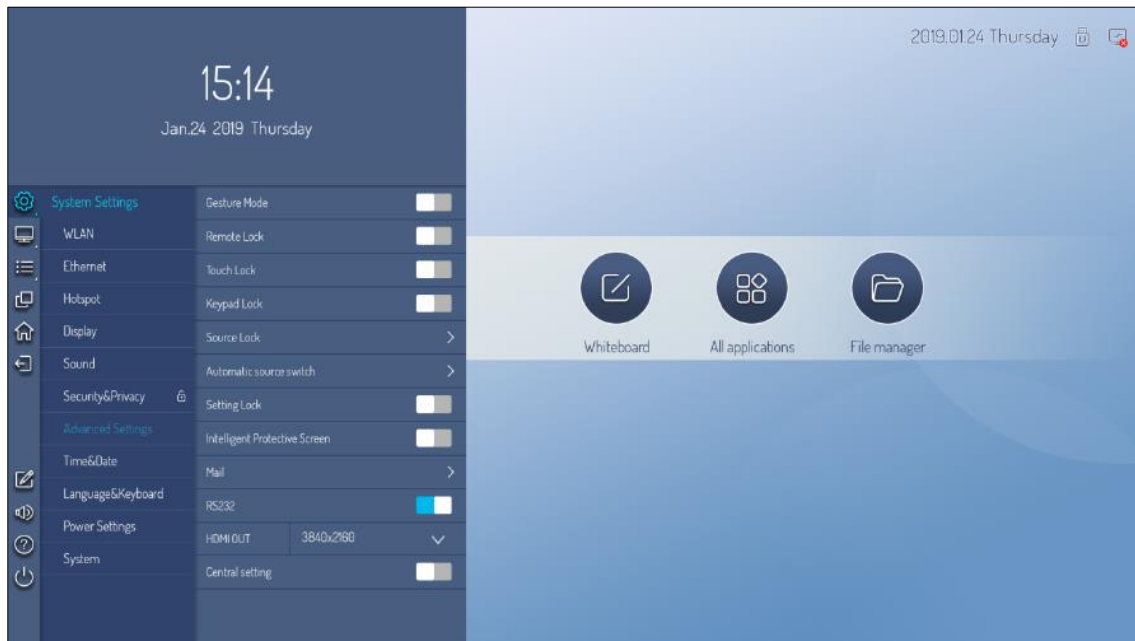 2019.01.24 Thursday
15:14
Jan.24 2019 Thursday
System Settings
WLAN
Ethernet
Hotspot
Display
Sound
Security&Privacy
Advanced Settings
Time&Date
Language&Keyboard
Power Settings
System
Gesture Mode
Remote Lock
Touch Lock
Keypad Lock
Source Lock
Automatic source switch
Setting Lock
Intelligent Protective Screen
Mail
RS232
HDMI OUT 3840x2160
Central setting
Whiteboard
All applications
File manager